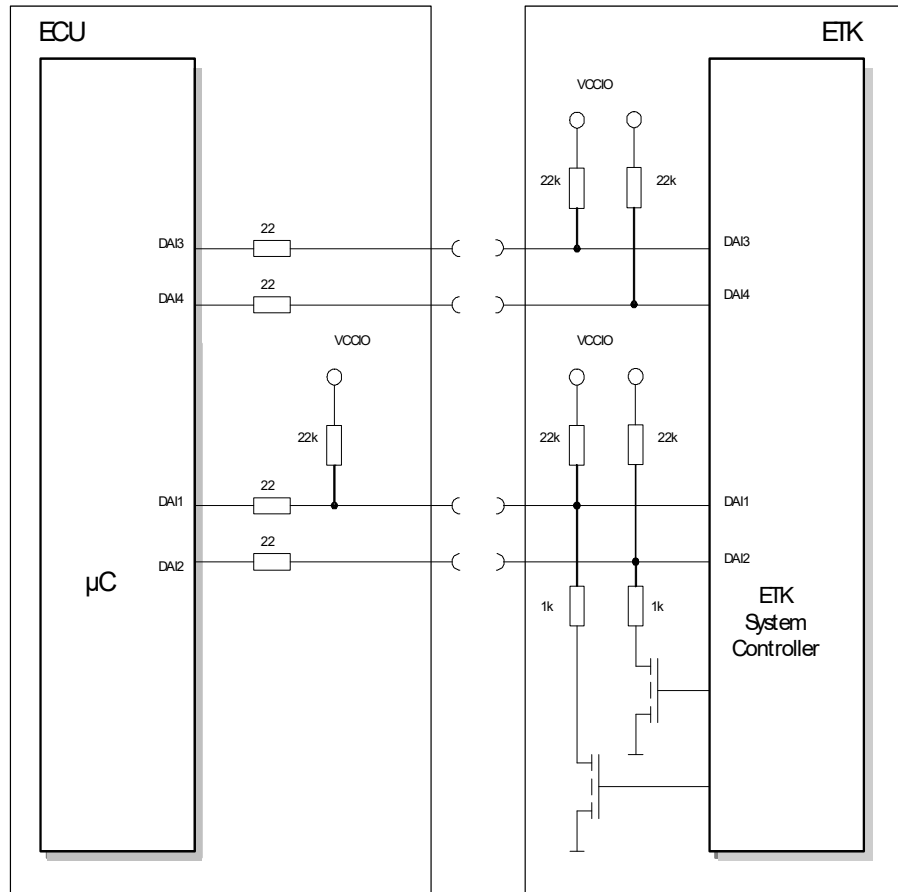 ECU
ETK
VCCIO
22k
22k
22
DAI3
DAI3
22
DAI4
DAI4
VCCIO
VCCIO
22k
22k
22k
22
DAI1
DAI1
22
DAI2
DAI2
µC
1k
1k
ETK
System
Controller